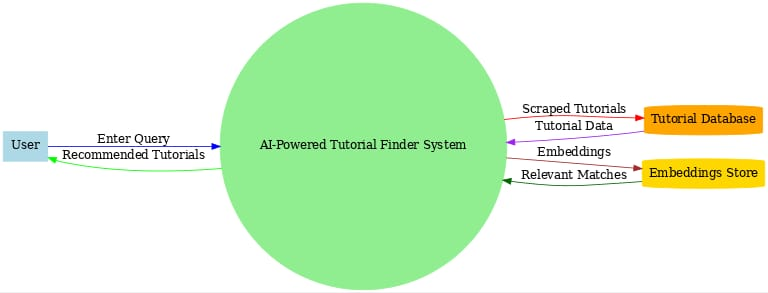 User
Enter Query
Recommended Tutorials
AI-Powered Tutorial Finder System
Scraped Tutorials
Tutorial Data
Embeddings
Relevant Matches
Tutorial Database
Embeddings Store